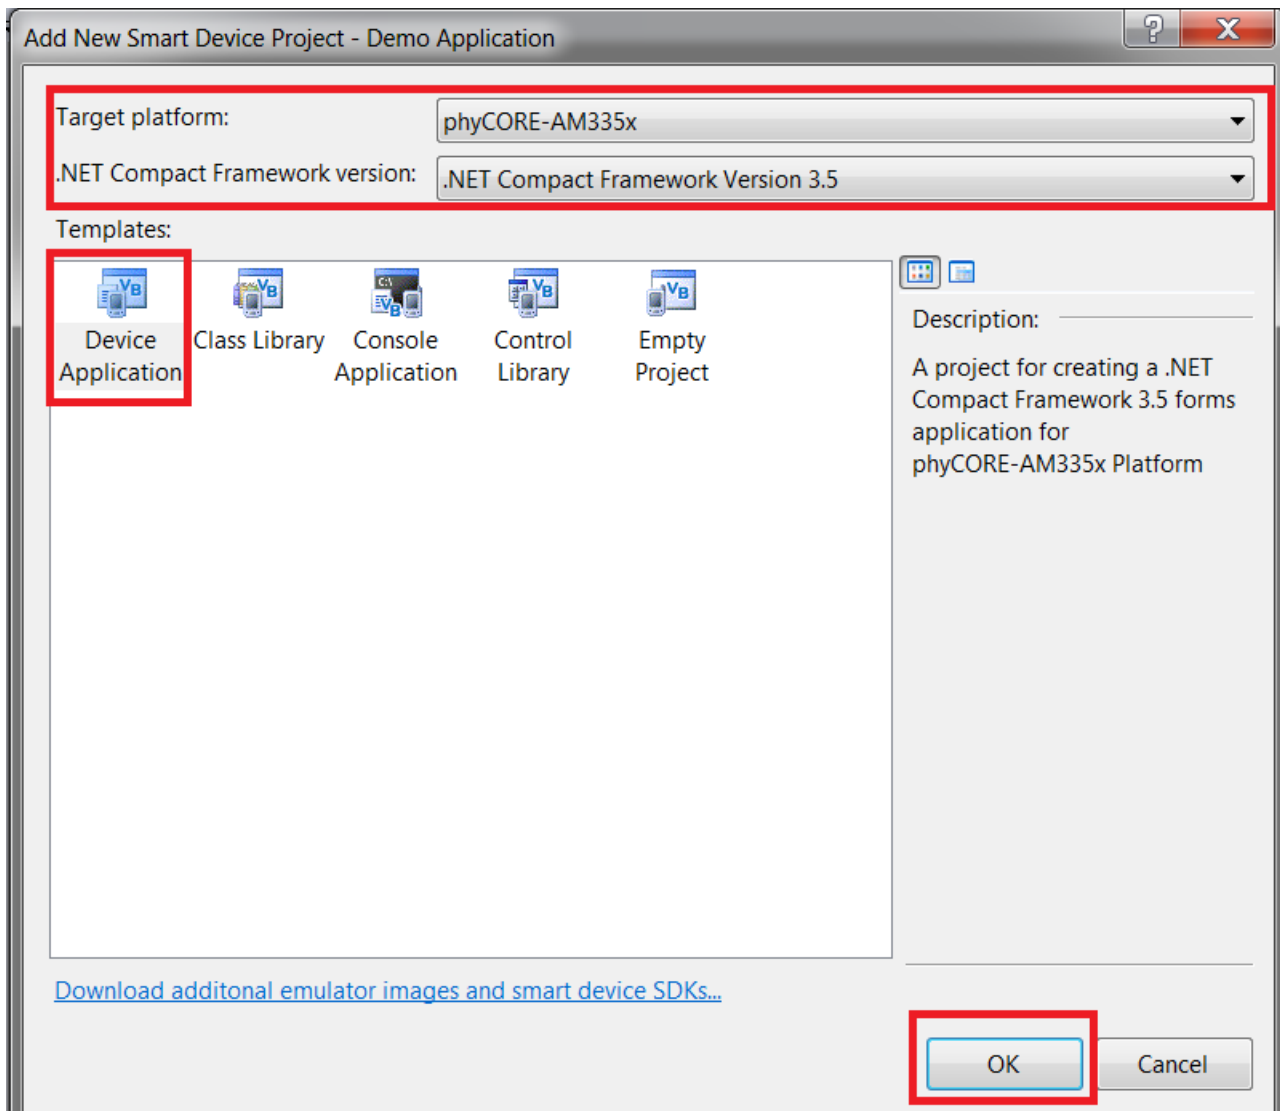 Add New Smart Device Project - Demo Application
Target platform:
phyCORE-AM335x
.NET Compact Framework version:
.NET Compact Framework Version 3.5
Templates:
Device Application
Class Library
Console Application
Control Library
Empty Project
Description:
A project for creating a .NET
Compact Framework 3.5 forms
application for
phyCORE-AM335x Platform
Download additonal emulator images and smart device SDKs...
OK
Cancel